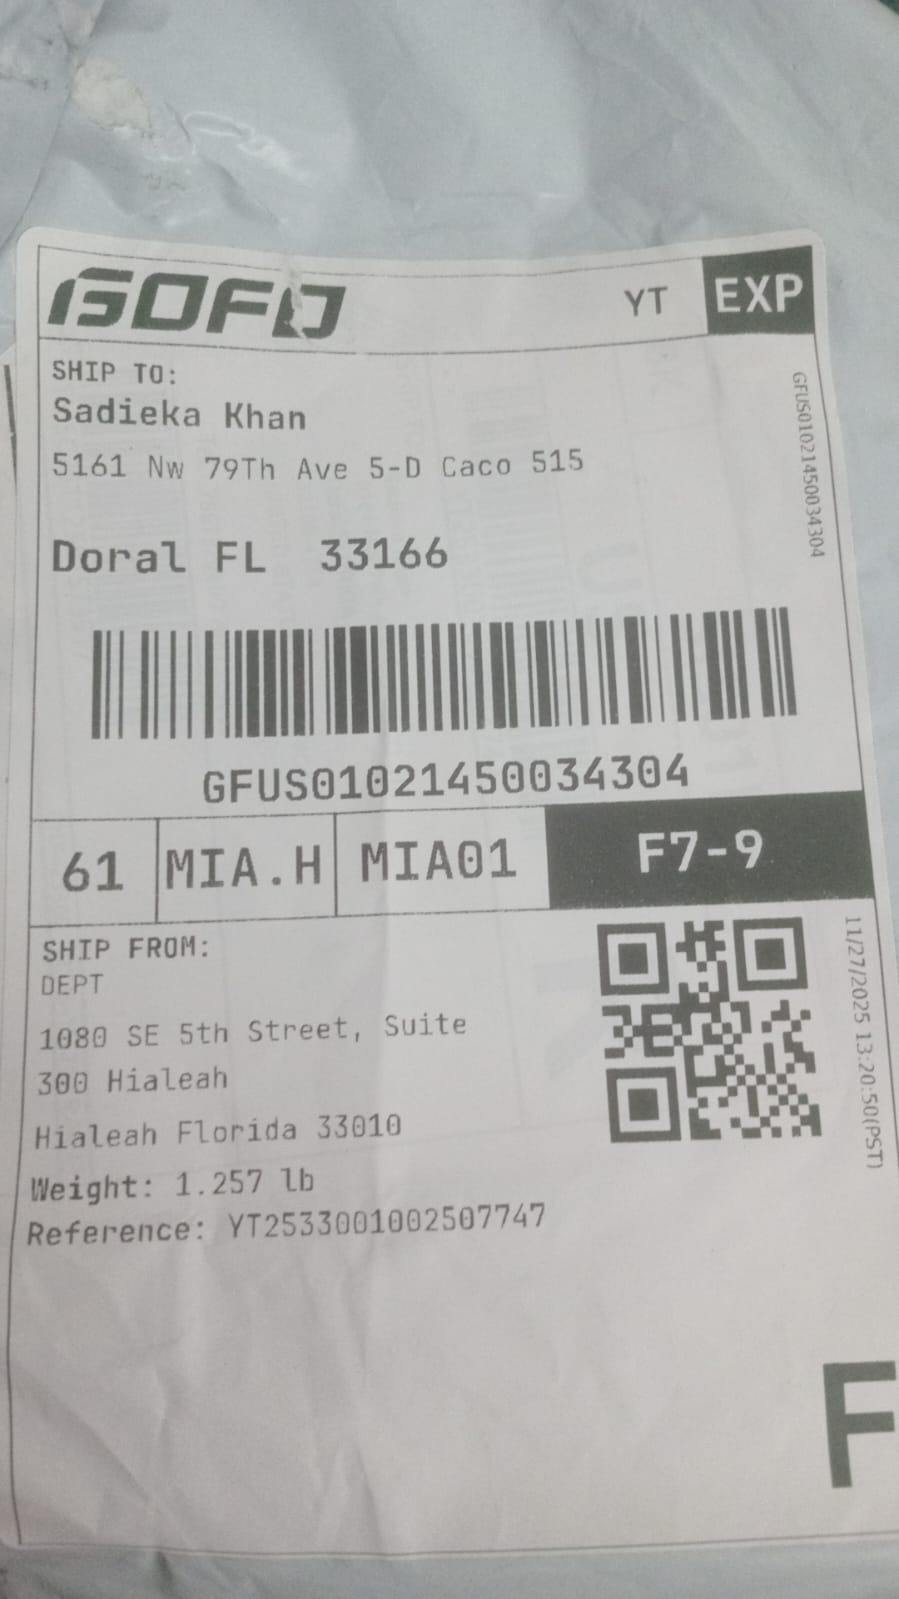 GOFO
YT
EXP
SHIP TO:
Sadieka Khan
5161 Nw 79Th Ave 5-D Caco 515
Doral FL 33166
GFUS01021450034304
GFUS01021450034304
61 MIA.H MIA01 F7-9
SHIP FROM:
DEPT
1080 SE 5th Street, Suite
300 Hialeah
Hialeah Florida 33010
Weight: 1.257 lb
Reference: YT2533001002507747
11/27/2025 13:20:50(PST)
F